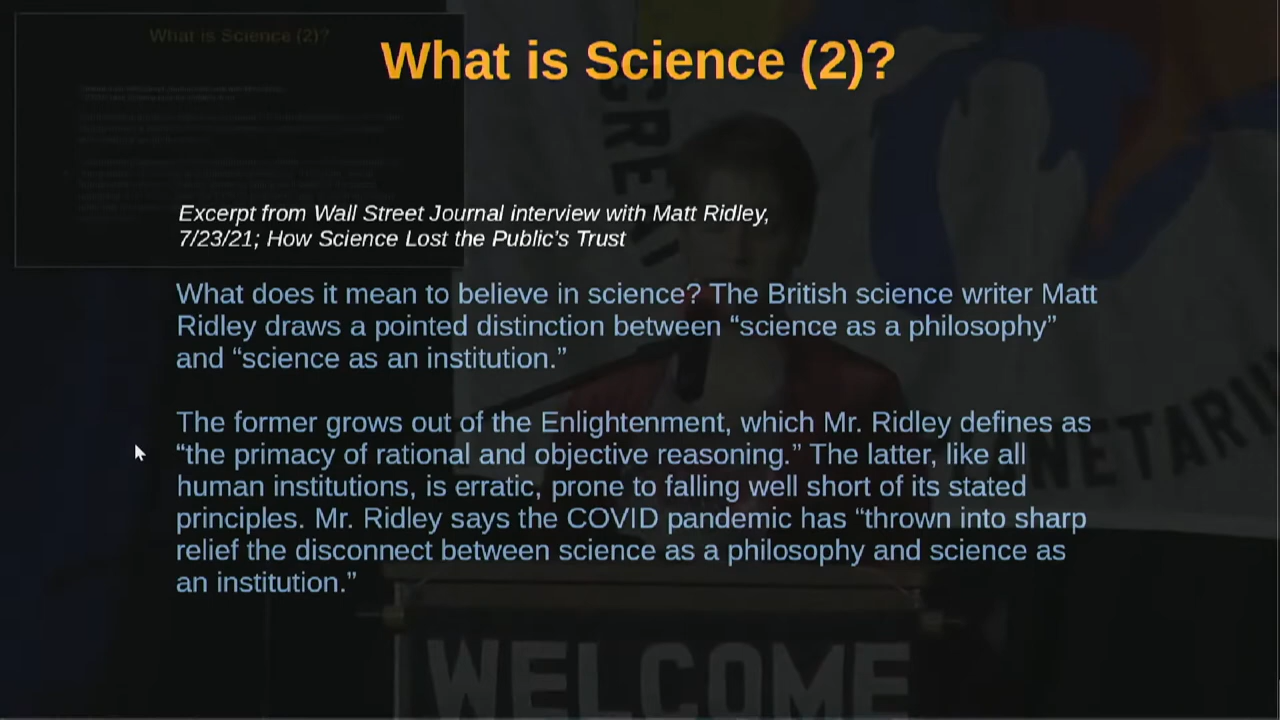 What is Science (2)?
What is Science (2)?
Excerpt from Wall Street Journal interview with Matt Ridley,
7/23/21; How Science Lost the Public’s Trust
What does it mean to believe in science? The British science writer Matt
Ridley draws a pointed distinction between “science as a philosophy”
and “science as an institution.”
The former grows out of the Enlightenment, which Mr. Ridley defines as
“the primacy of rational and objective reasoning.” The latter, like all
human institutions, is erratic, prone to falling well short of its stated
principles. Mr. Ridley says the COVID pandemic has “thrown into sharp
relief the disconnect between science as a philosophy and science as
an institution.”
WELCOME